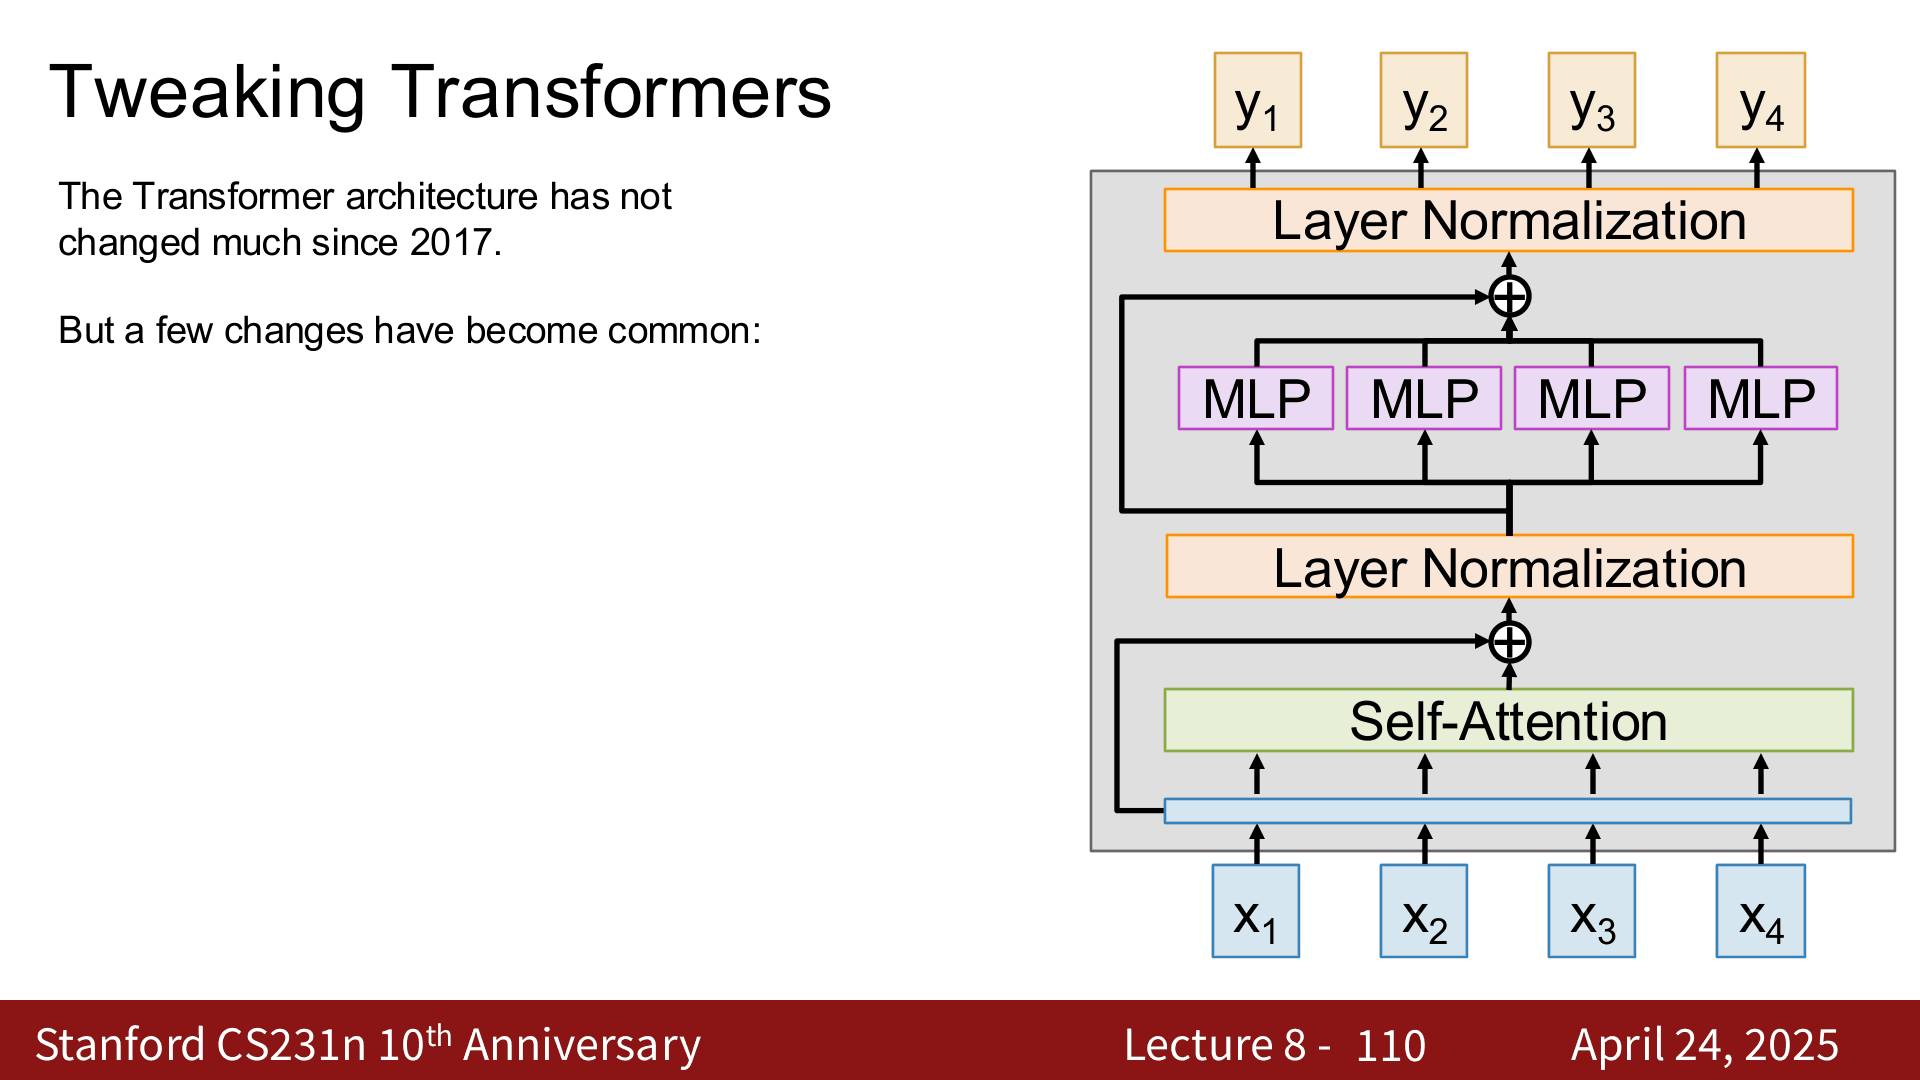 Tweaking Transformers
The Transformer architecture has not
changed much since 2017.
But a few changes have become common:
y1 y2 y3 y4
Layer Normalization
MLP MLP MLP MLP
Layer Normalization
Self-Attention
x1 x2 x3 x4
Stanford CS231n 10th Anniversary
Lecture 8 - 110
April 24, 2025